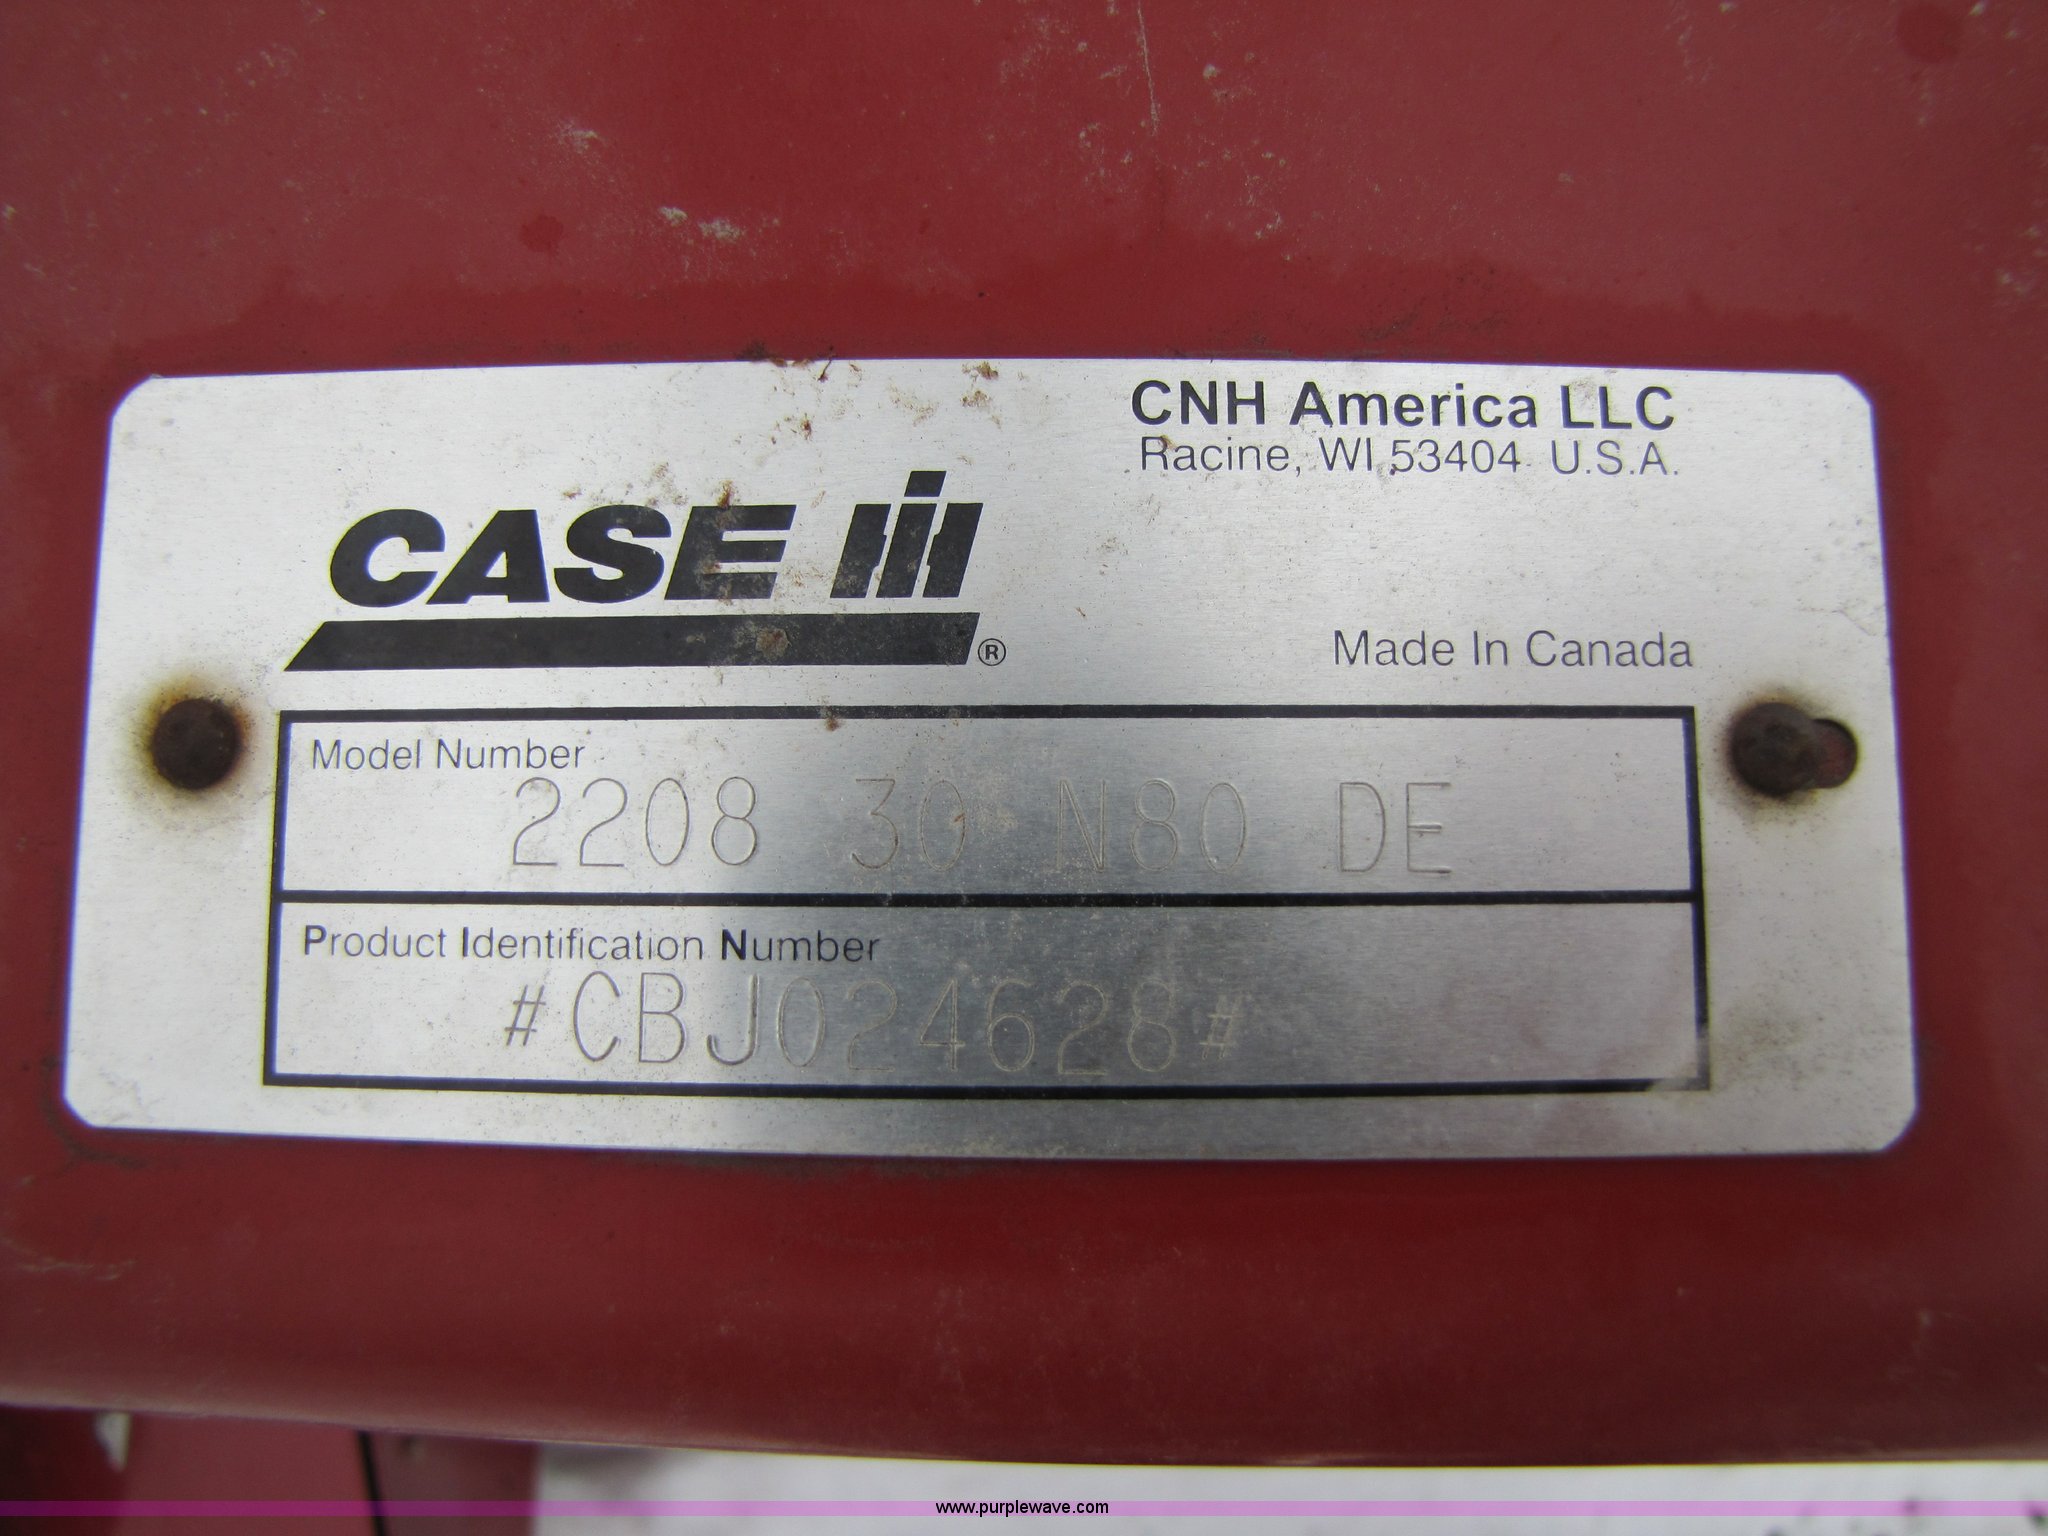 CNH America LLC
Racine, WI 53404 U.S.A.
CASE IH
®
Made In Canada
Model Number
2208 30 N80 DE
Product Identification Number
#CBJ024628#
www.purplewave.com